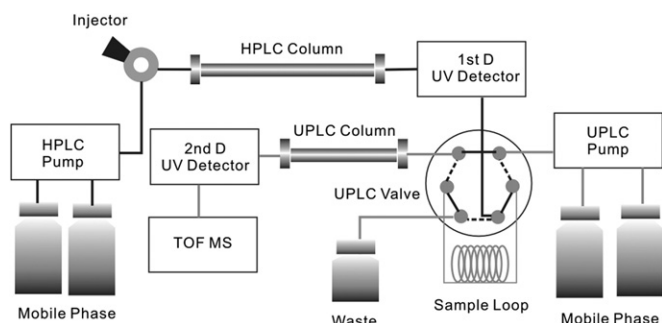 Injector
HPLC Column
1st D
UV Detector
HPLC
Pump
2nd D
UV Detector
UPLC Column
UPLC
Pump
UPLC Valve
TOF MS
Mobile Phase
Waste
Sample Loop
Mobile Phase